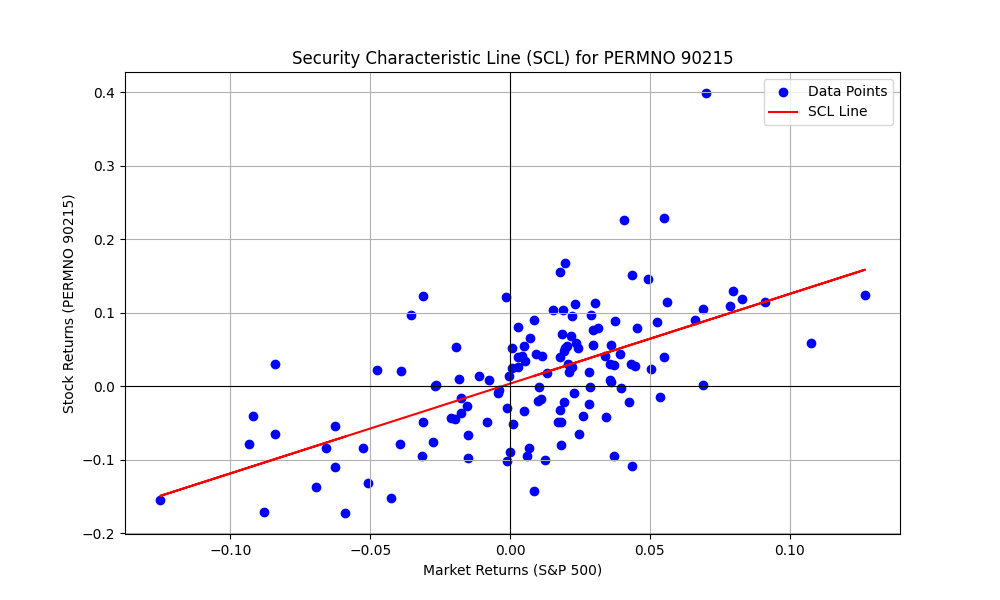 Security Characteristic Line (SCL) for PERMNO 90215
Data Points
SCL Line
Stock Returns (PERMNO 90215)
0.4
0.3
0.2
0.1
0.0
−0.1
−0.2
−0.10
−0.05
0.00
0.05
0.10
Market Returns (S&P 500)